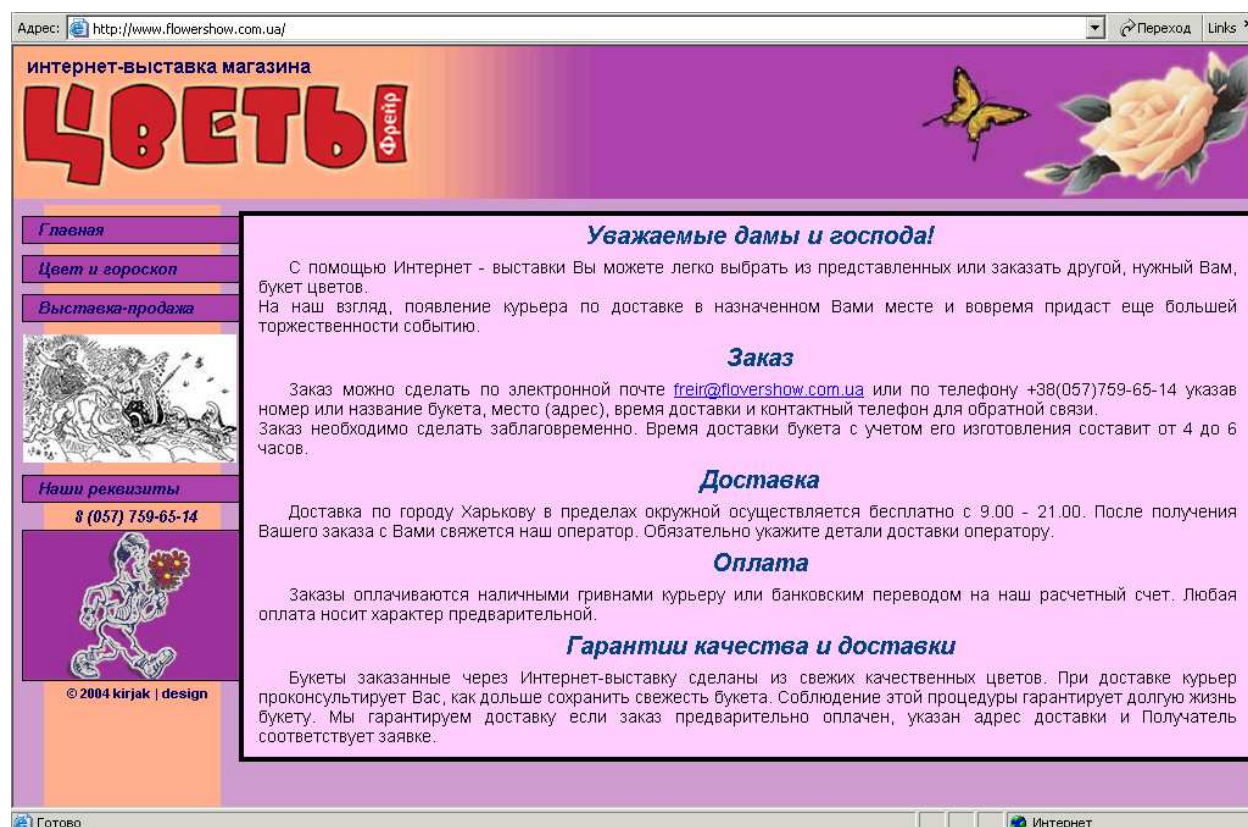 Адрес: http://www.flowershow.com.ua/ Переход Links
интернет-выставка магазина
ЦВЕТЫ Фрейр
Главная
Цвет и гороскоп
Выставка-продажа
Наши реквизиты
8 (057) 759-65-14
© 2004 kirjak | design
Уважаемые дамы и господа!
С помощью Интернет - выставки Вы можете легко выбрать из представленных или заказать другой, нужный Вам,
букет цветов.
На наш взгляд, появление курьера по доставке в назначенном Вами месте и вовремя придаст еще большей
торжественности событию.
Заказ
Заказ можно сделать по электронной почте freir@flovershow.com.ua или по телефону +38(057)759-65-14 указав
номер или название букета, место (адрес), время доставки и контактный телефон для обратной связи.
Заказ необходимо сделать заблаговременно. Время доставки букета с учетом его изготовления составит от 4 до 6
часов.
Доставка
Доставка по городу Харькову в пределах окружной осуществляется бесплатно с 9.00 - 21.00. После получения
Вашего заказа с Вами свяжется наш оператор. Обязательно укажите детали доставки оператору.
Оплата
Заказы оплачиваются наличными гривнами курьеру или банковским переводом на наш расчетный счет. Любая
оплата носит характер предварительной.
Гарантии качества и доставки
Букеты заказанные через Интернет-выставку сделаны из свежих качественных цветов. При доставке курьер
проконсультирует Вас, как дольше сохранить свежесть букета. Соблюдение этой процедуры гарантирует долгую жизнь
букету. Мы гарантируем доставку если заказ предварительно оплачен, указан адрес доставки и Получатель
соответствует заявке.
Готово Интернет